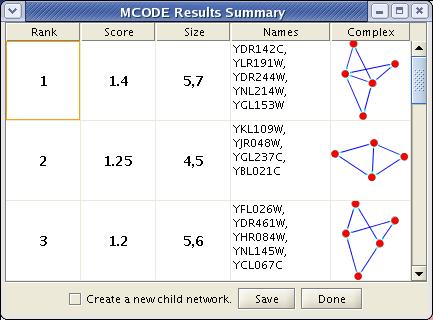 MCODE Results Summary
Rank Score Size Names Complex
1 1.4 5,7
YDR142C,
YLR191W,
YDR244W,
YNL214W,
YGL153W
2 1.25 4,5
YKL109W,
YJR048W,
YGL237C,
YBL021C
3 1.2 5,6
YFL026W,
YDR461W,
YHR084W,
YNL145W,
YCL067C
Create a new child network. Save Done